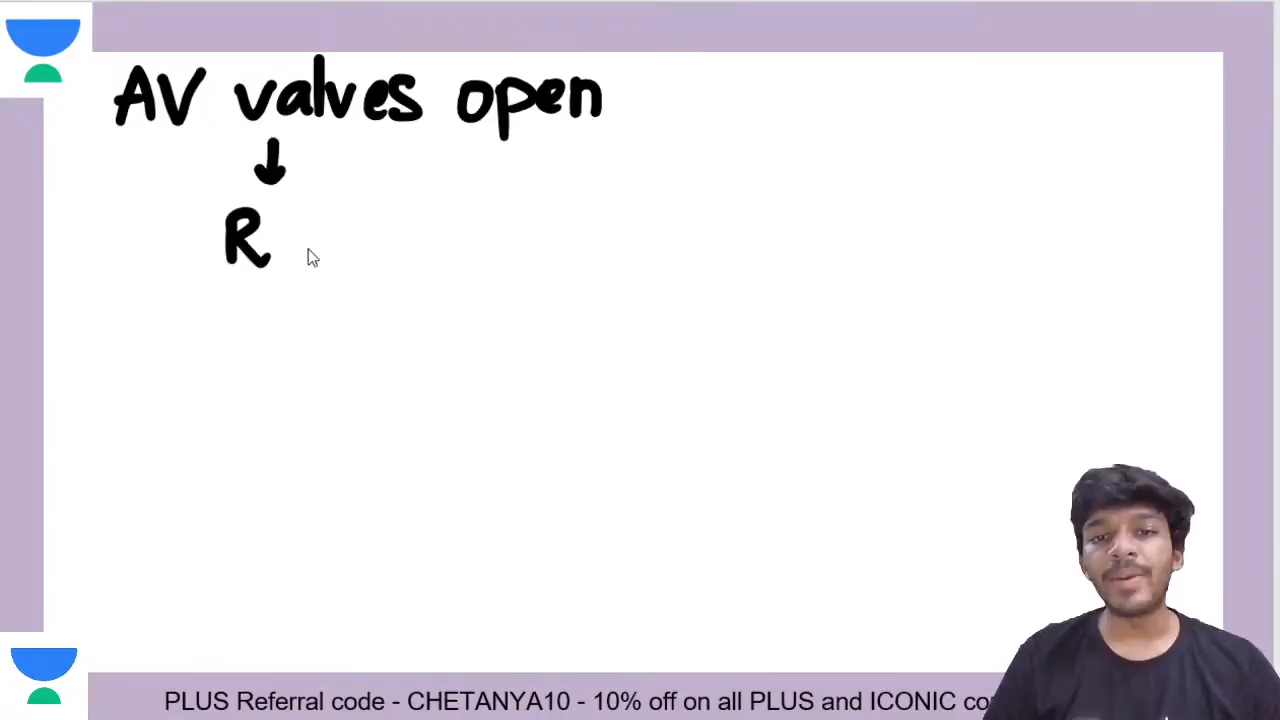 AV valves open
↓
R
PLUS Referral code - CHETANYA10 - 10% off on all PLUS and ICONIC co